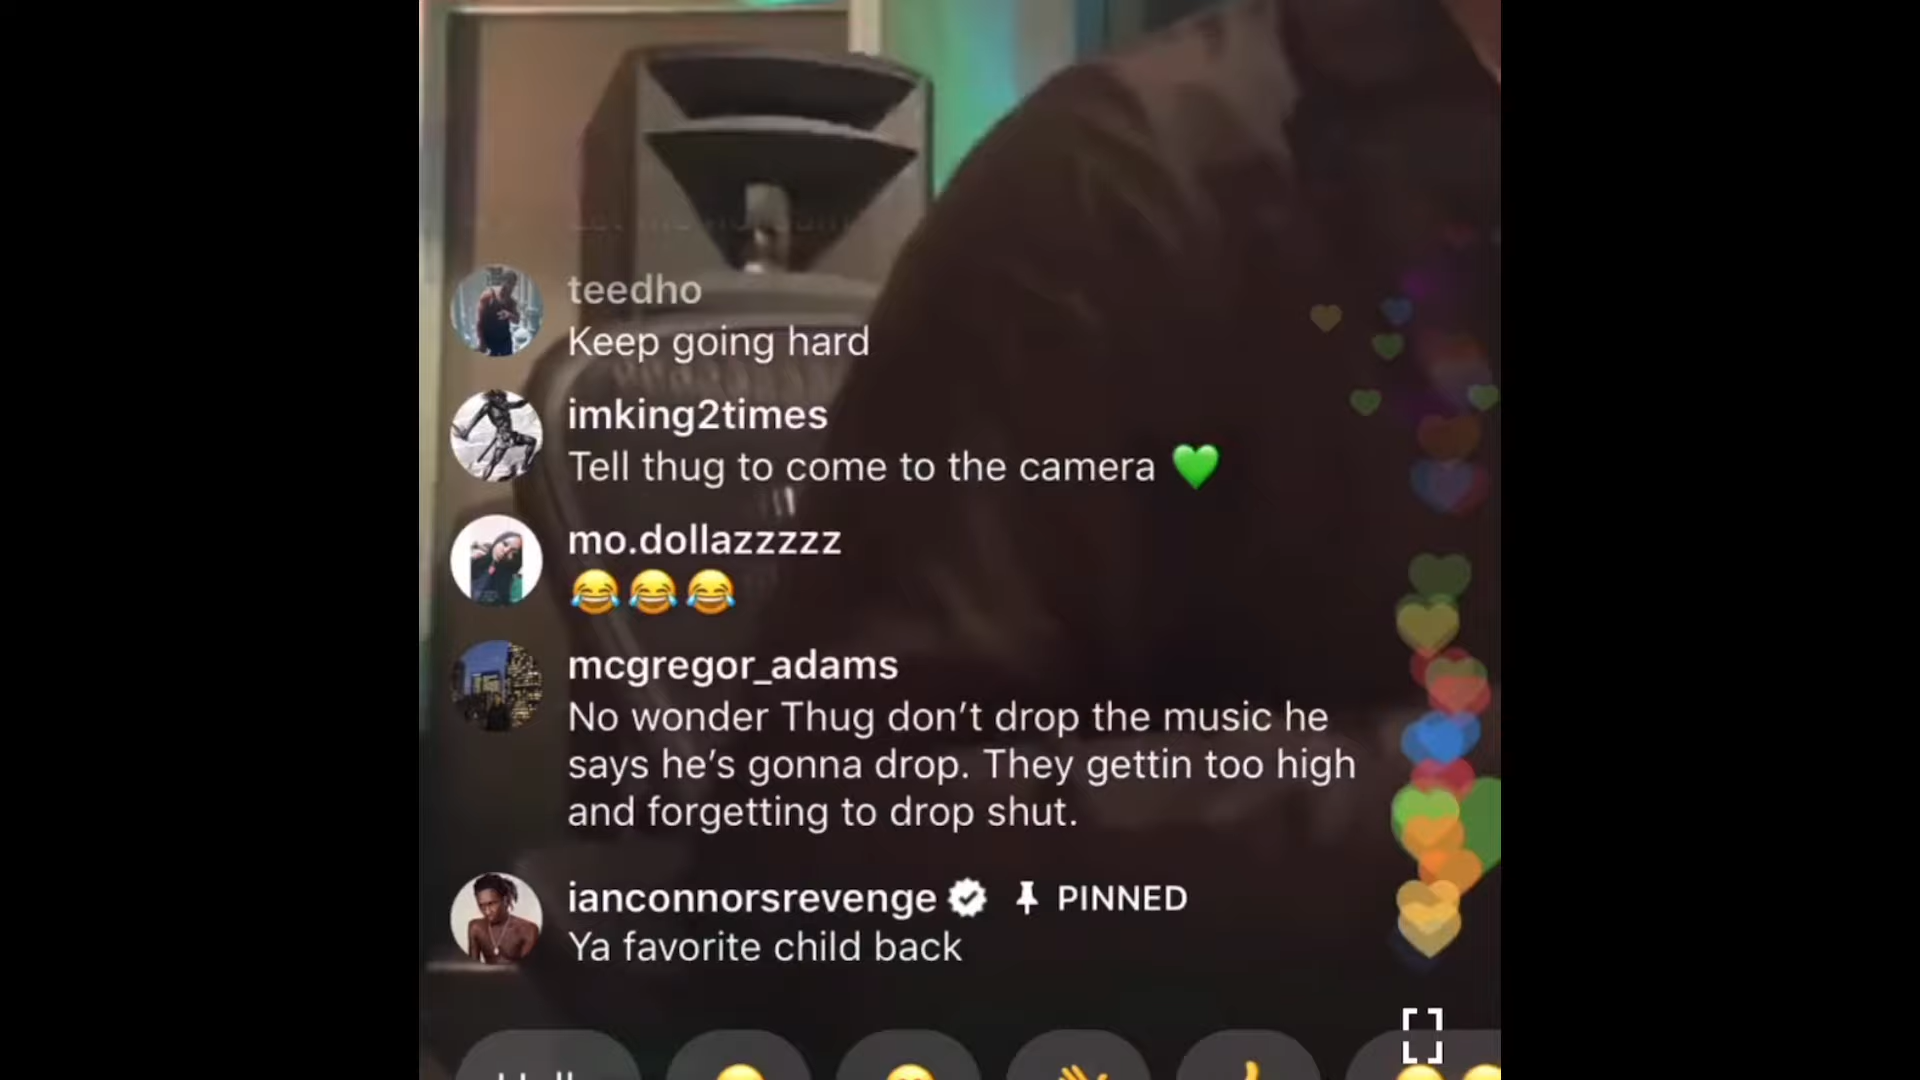 teedho
Keep going hard
imking2times
Tell thug to come to the camera 💚
mo.dollazzzzz
😂😂😂
mcgregor_adams
No wonder Thug don't drop the music he
says he's gonna drop. They gettin too high
and forgetting to drop shut.
ianconnorsrevenge PINNED
Ya favorite child back